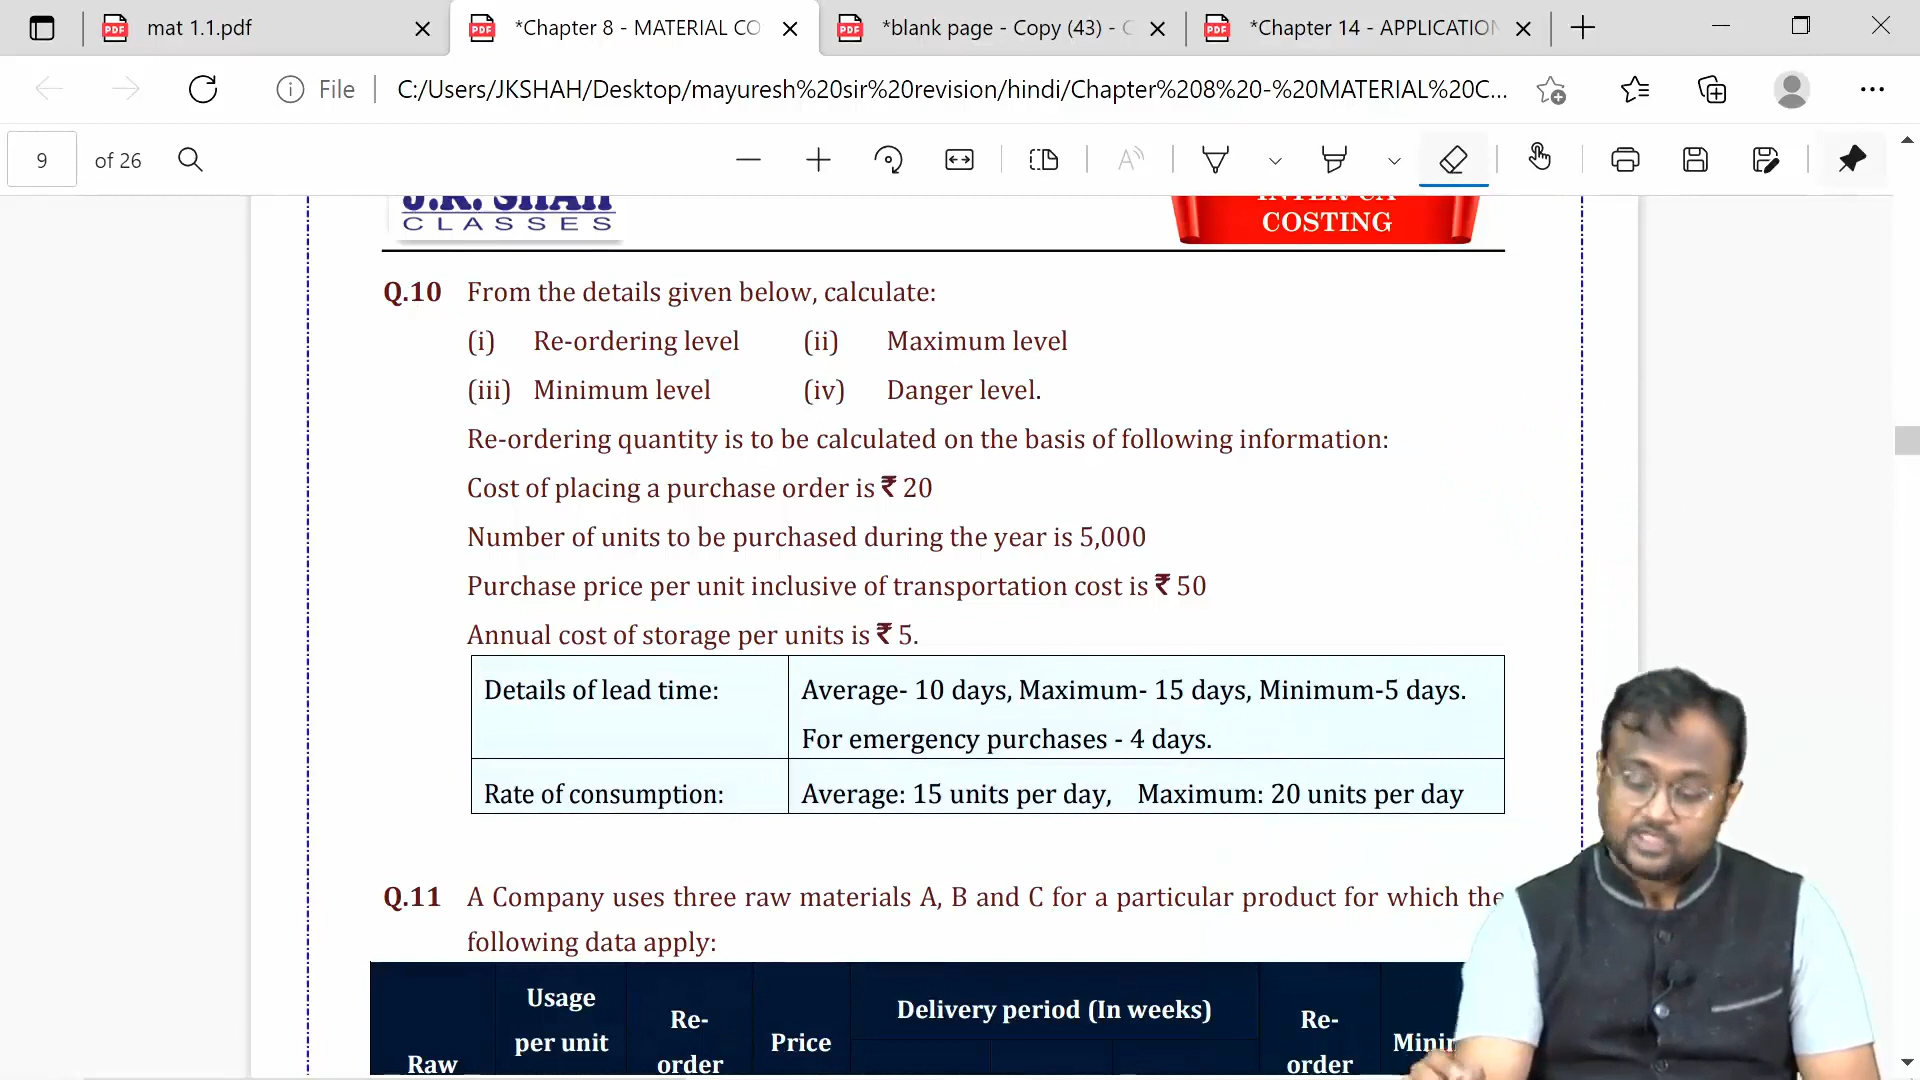 mat 1.1.pdf
*Chapter 8 - MATERIAL CO
*blank page - Copy (43) - C
*Chapter 14 - APPLICATION
File
C:/Users/JKSHAH/Desktop/mayuresh%20sir%20revision/hindi/Chapter%208%20-%20MATERIAL%20C...
9 of 26
J.K. SHAH
CLASSES
INTER CA
COSTING
Q.10 From the details given below, calculate:
(i) Re-ordering level (ii) Maximum level
(iii) Minimum level (iv) Danger level.
Re-ordering quantity is to be calculated on the basis of following information:
Cost of placing a purchase order is ₹ 20
Number of units to be purchased during the year is 5,000
Purchase price per unit inclusive of transportation cost is ₹ 50
Annual cost of storage per units is ₹ 5.
Details of lead time: Average- 10 days, Maximum- 15 days, Minimum-5 days.
For emergency purchases - 4 days.
Rate of consumption: Average: 15 units per day, Maximum: 20 units per day
Q.11 A Company uses three raw materials A, B and C for a particular product for which the
following data apply:
Usage
Delivery period (In weeks)
Re-
Re-
per unit
Price
Raw
order
order